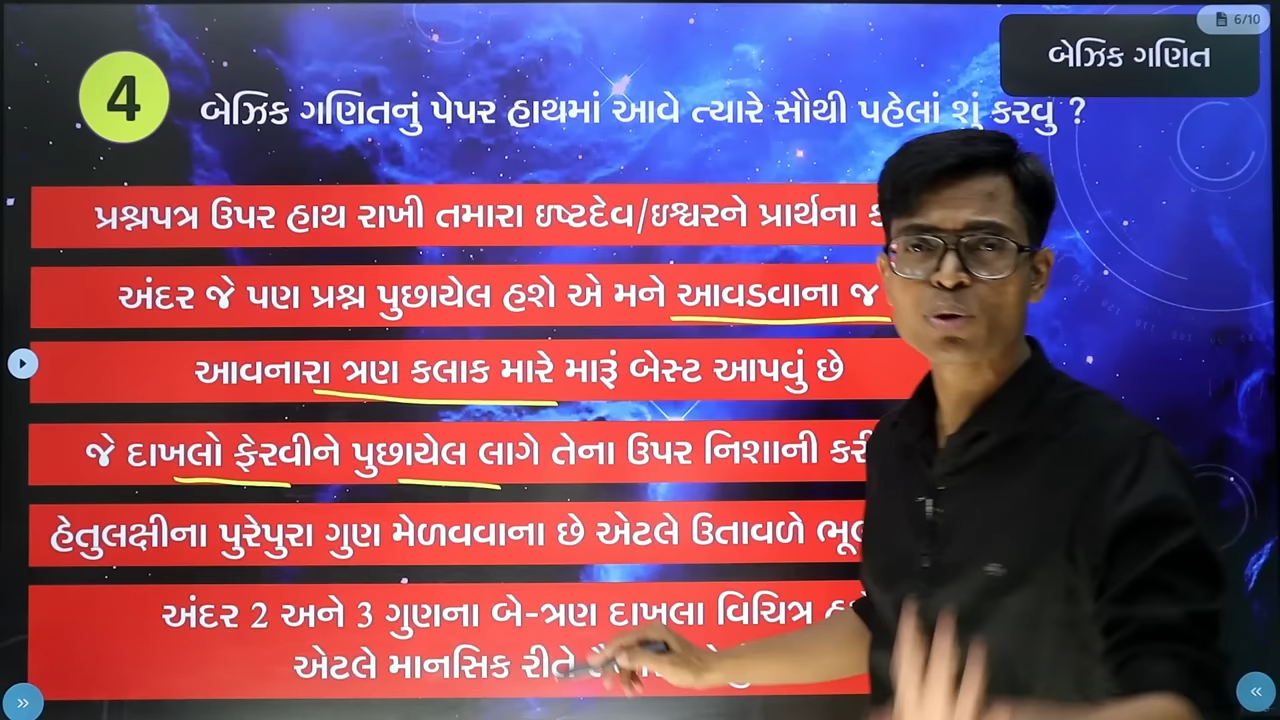 6/10
બેઝિક ગણિત
4
બેઝિક ગણિતનું પેપર હાથમાં આવે ત્યારે સૌથી પહેલાં શું કરવુ ?
પ્રશ્નપત્ર ઉપર હાથ રાખી તમારા ઇષ્ટદેવ/ઇશ્વરને પ્રાર્થના
અંદર જે પણ પ્રશ્ન પુછાયેલ હશે એ મને આવડવાના જ
આવનારા ત્રણ કલાક મારે મારૂં બેસ્ટ આપવું છે
જે દાખલો ફેરવીને પુછાયેલ લાગે તેના ઉપર નિશાની
હેતુલક્ષીના પુરેપુરા ગુણ મેળવવાના છે એટલે ઉતાવળે
અંદર 2 અને 3 ગુણના બે-ત્રણ દાખલા વિચિત્ર
એટલે માનસિક રીતે